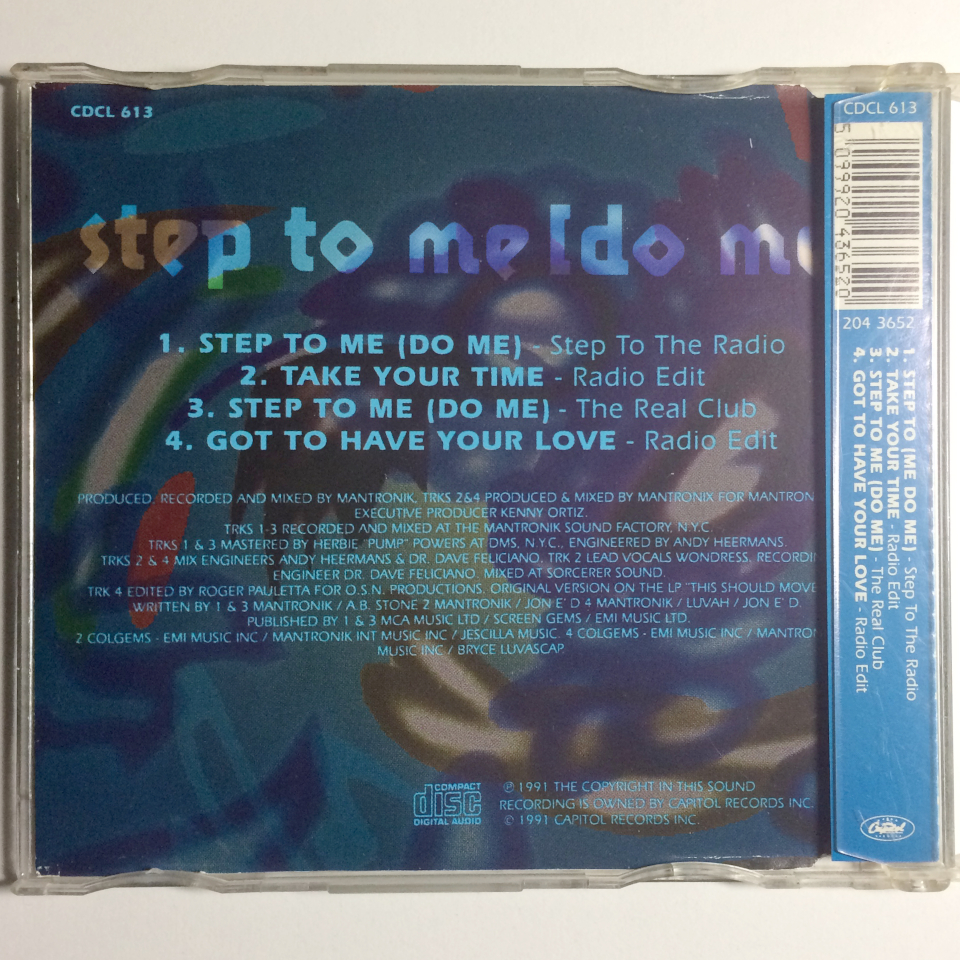 CDCL 613
step to me [do me
1. STEP TO ME (DO ME) - Step To The Radio
2. TAKE YOUR TIME - Radio Edit
3. STEP TO ME (DO ME) - The Real Club
4. GOT TO HAVE YOUR LOVE - Radio Edit
PRODUCED, RECORDED AND MIXED BY MANTRONIK, TRKS 2&4 PRODUCED & MIXED BY MANTRONIX FOR MANTRON
EXECUTIVE PRODUCER KENNY ORTIZ.
TRKS 1-3 RECORDED AND MIXED AT THE MANTRONIK SOUND FACTORY, N.Y.C.
TRKS 1 & 3 MASTERED BY HERBIE "PUMP" POWERS AT DMS, N.Y.C., ENGINEERED BY ANDY HEERMANS.
TRKS 2 & 4 MIX ENGINEERS ANDY HEERMANS & DR. DAVE FELICIANO. TRK 2 LEAD VOCALS WONDRESS. RECORDIN
ENGINEER DR. DAVE FELICIANO. MIXED AT SORCERER SOUND.
TRK 4 EDITED BY ROGER PAULETTA FOR O.S.N. PRODUCTIONS. ORIGINAL VERSION ON THE LP "THIS SHOULD MOVE
WRITTEN BY 1 & 3 MANTRONIK / A.B. STONE 2 MANTRONIK / JON E' D 4 MANTRONIK / LUVAH / JON E' D.
PUBLISHED BY 1 & 3 MCA MUSIC LTD / SCREEN GEMS / EMI MUSIC LTD.
2 COLGEMS - EMI MUSIC INC / MANTRONIK INT MUSIC INC / JESCILLA MUSIC. 4 COLGEMS - EMI MUSIC INC / MANTRO
MUSIC INC / BRYCE LUVASCAP.
COMPACT
disc
DIGITAL AUDIO
℗ 1991 THE COPYRIGHT IN THIS SOUND
RECORDING IS OWNED BY CAPITOL RECORDS INC.
© 1991 CAPITOL RECORDS INC.
CDCL 613
5 099920 436520
204 3652
1. STEP TO (ME DO ME) - Step To The Radio
2. TAKE YOUR TIME - Radio Edit
3. STEP TO ME (DO ME) - The Real Club
4. GOT TO HAVE YOUR LOVE - Radio Edit
Capitol